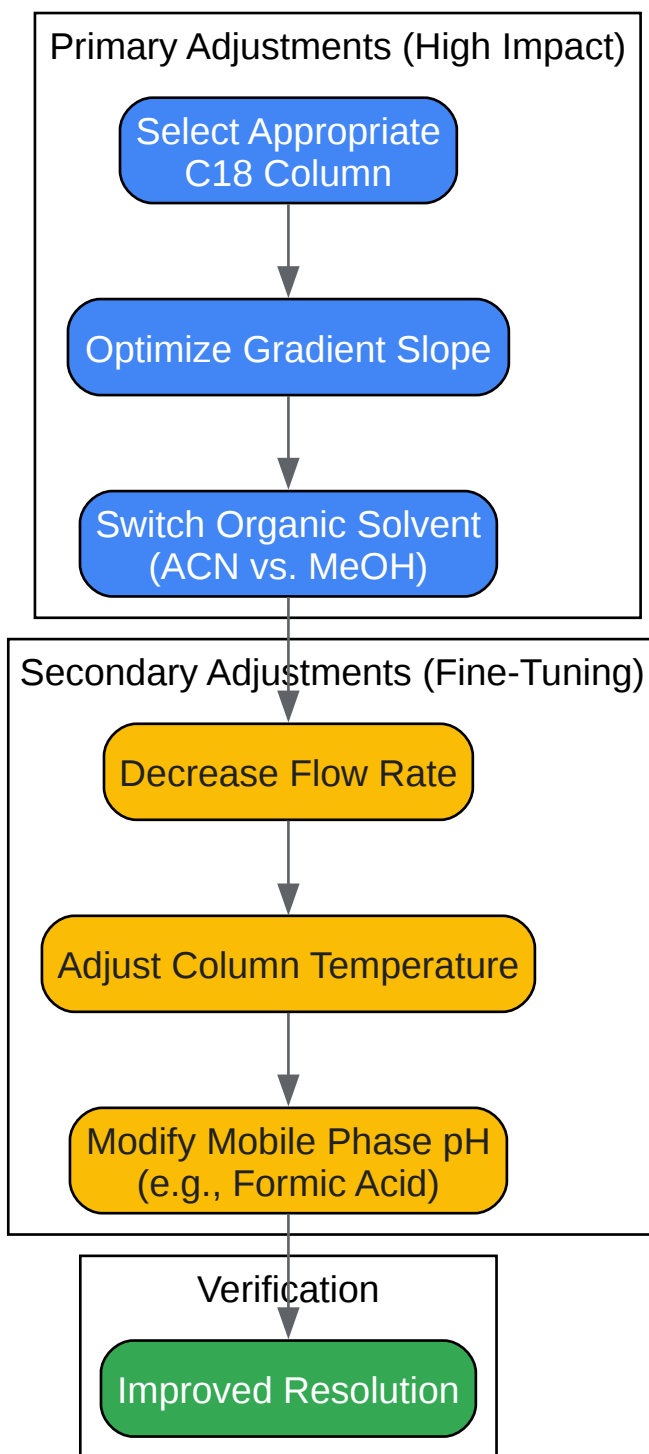 Primary Adjustments (High Impact)
Select Appropriate
C18 Column
Optimize Gradient Slope
Switch Organic Solvent
(ACN vs. MeOH)
Secondary Adjustments (Fine-Tuning)
Decrease Flow Rate
Adjust Column Temperature
Modify Mobile Phase pH
(e.g., Formic Acid)
Verification
Improved Resolution